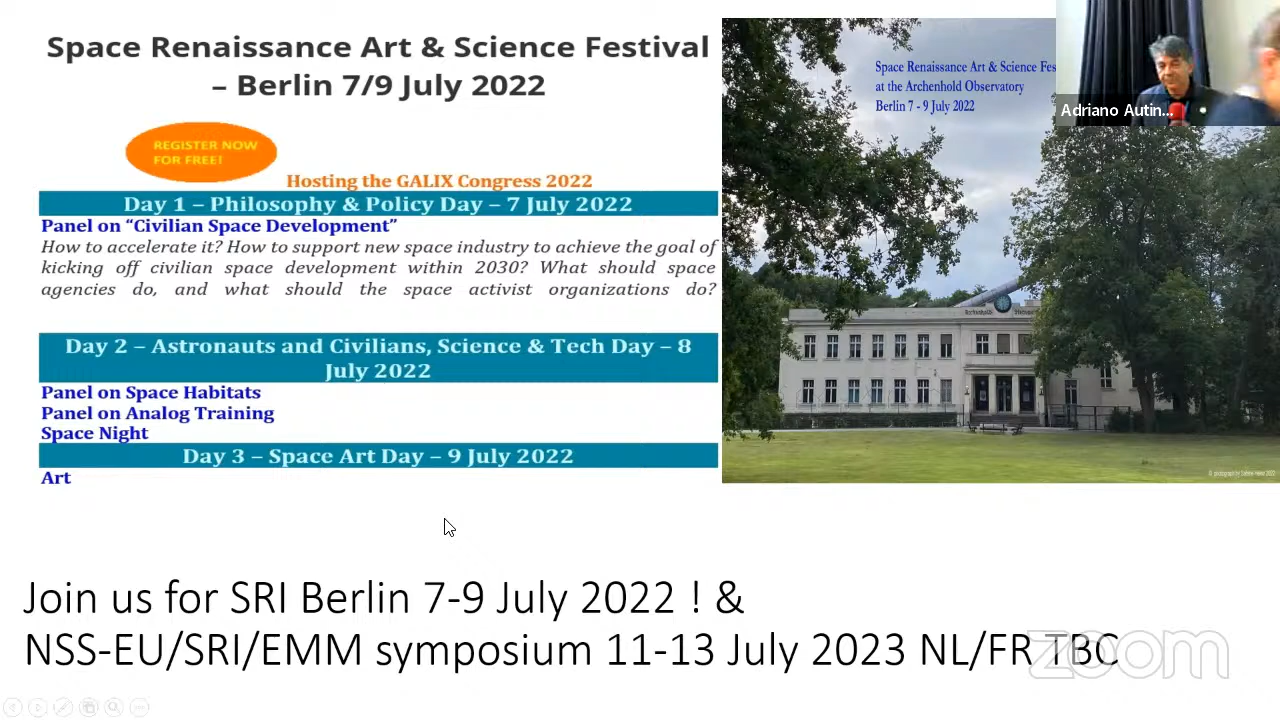 Space Renaissance Art & Science Festival
– Berlin 7/9 July 2022
REGISTER NOW
FOR FREE!
Hosting the GALIX Congress 2022
Day 1 – Philosophy & Policy Day – 7 July 2022
Panel on “Civilian Space Development”
How to accelerate it? How to support new space industry to achieve the goal of
kicking off civilian space development within 2030? What should space
agencies do, and what should the space activist organizations do?
Day 2 – Astronauts and Civilians, Science & Tech Day – 8
July 2022
Panel on Space Habitats
Panel on Analog Training
Space Night
Day 3 – Space Art Day – 9 July 2022
Art
Space Renaissance Art & Science Fes
at the Archenhold Observatory
Berlin 7 - 9 July 2022
Adriano Autin...
Join us for SRI Berlin 7-9 July 2022 ! &
NSS-EU/SRI/EMM symposium 11-13 July 2023 NL/FR TBC
zoom